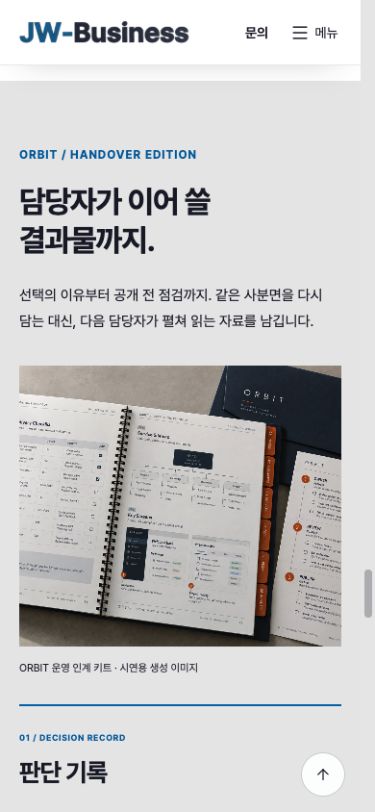 JW-Business
문의
메뉴
ORBIT / HANDOVER EDITION
담당자가 이어 쓸
결과물까지.
선택의 이유부터 공개 전 점검까지. 같은 사분면을 다시
담는 대신, 다음 담당자가 펼쳐 읽는 자료를 남깁니다.
ORBIT
ORBIT 운영 인계 키트 · 시연용 생성 이미지
01 / DECISION RECORD
판단 기록